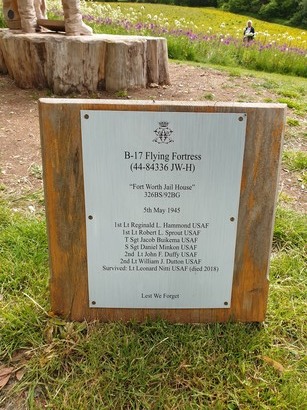 B-17 Flying Fortress
(44-84336 JW-H)
"Fort Worth Jail House"
326BS/92BG
5th May 1945
1st Lt Reginald L. Hammond USAF
1st Lt Robert L. Sprout USAF
T Sgt Jacob Buikema USAF
S Sgt Daniel Minkon USAF
2nd Lt John F. Duffy USAF
2nd Lt William J. Dutton USAF
Survived: Lt Leonard Nitti USAF (died 2018)
Lest We Forget